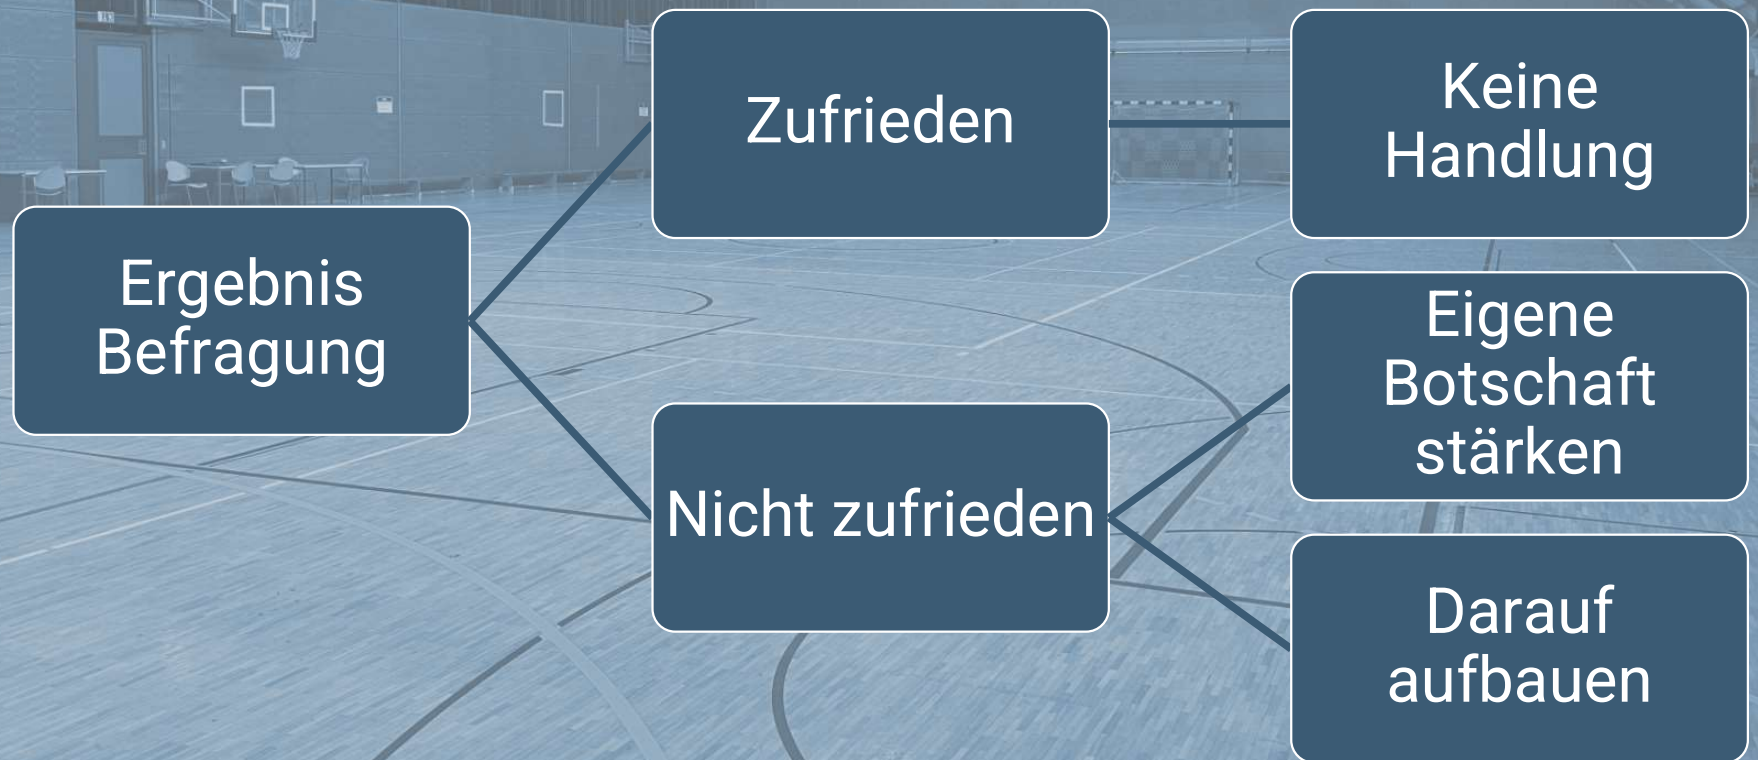 Ergebnis
Befragung
Zufrieden
Nicht zufrieden
Keine
Handlung
Eigene
Botschaft
stärken
Darauf
aufbauen